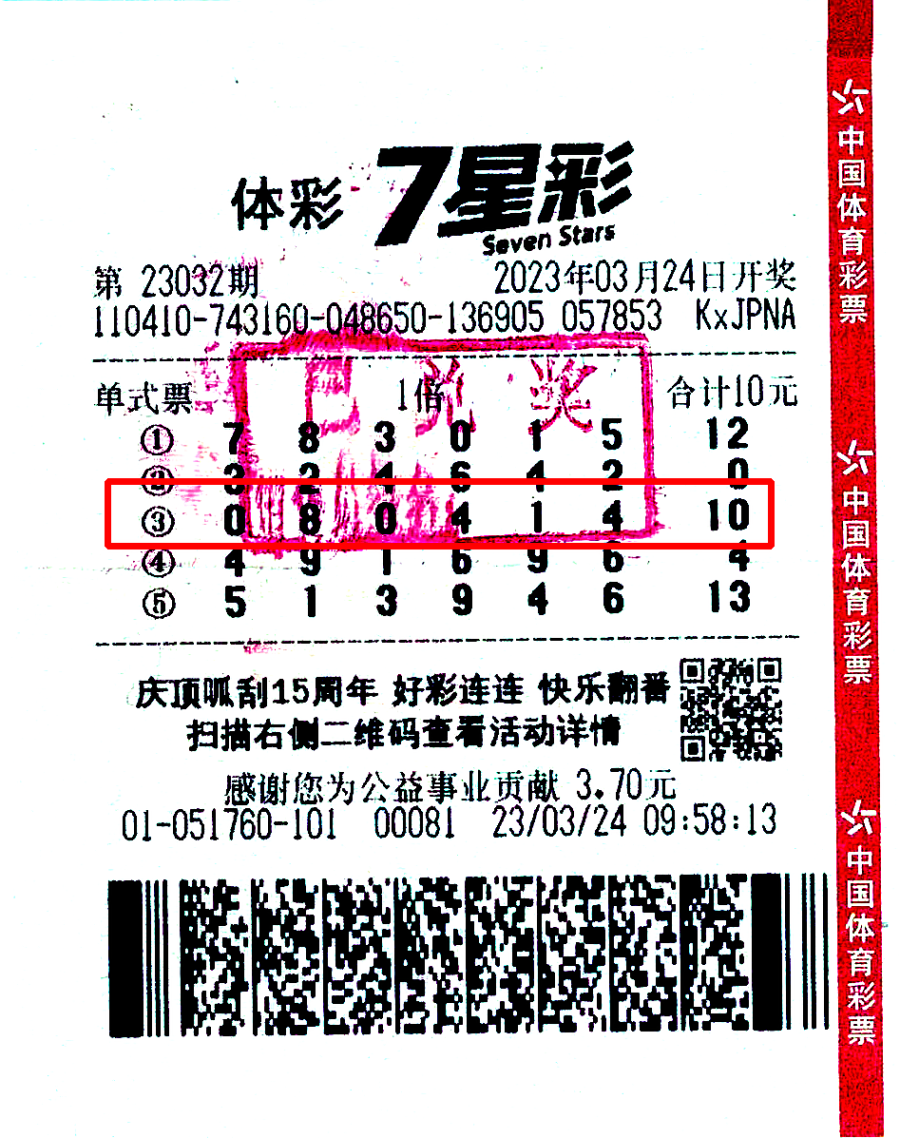 体彩 7星彩
Seven Stars
第 23032期 2023年03月24日开奖
110410-743160-048650-136905 057853 KxJPNA
单式票 1倍 合计10元
已兑奖
① 7 8 3 0 1 5 12
② 3 2 4 6 4 2 0
③ 0 8 0 4 1 4 10
④ 4 9 1 6 9 6 4
⑤ 5 1 3 9 4 6 13
庆顶呱刮15周年 好彩连连 快乐翻番
扫描右侧二维码查看活动详情
感谢您为公益事业贡献 3.70元
01-051760-101 00081 23/03/24 09:58:13
中国体育彩票
中国体育彩票
中国体育彩票